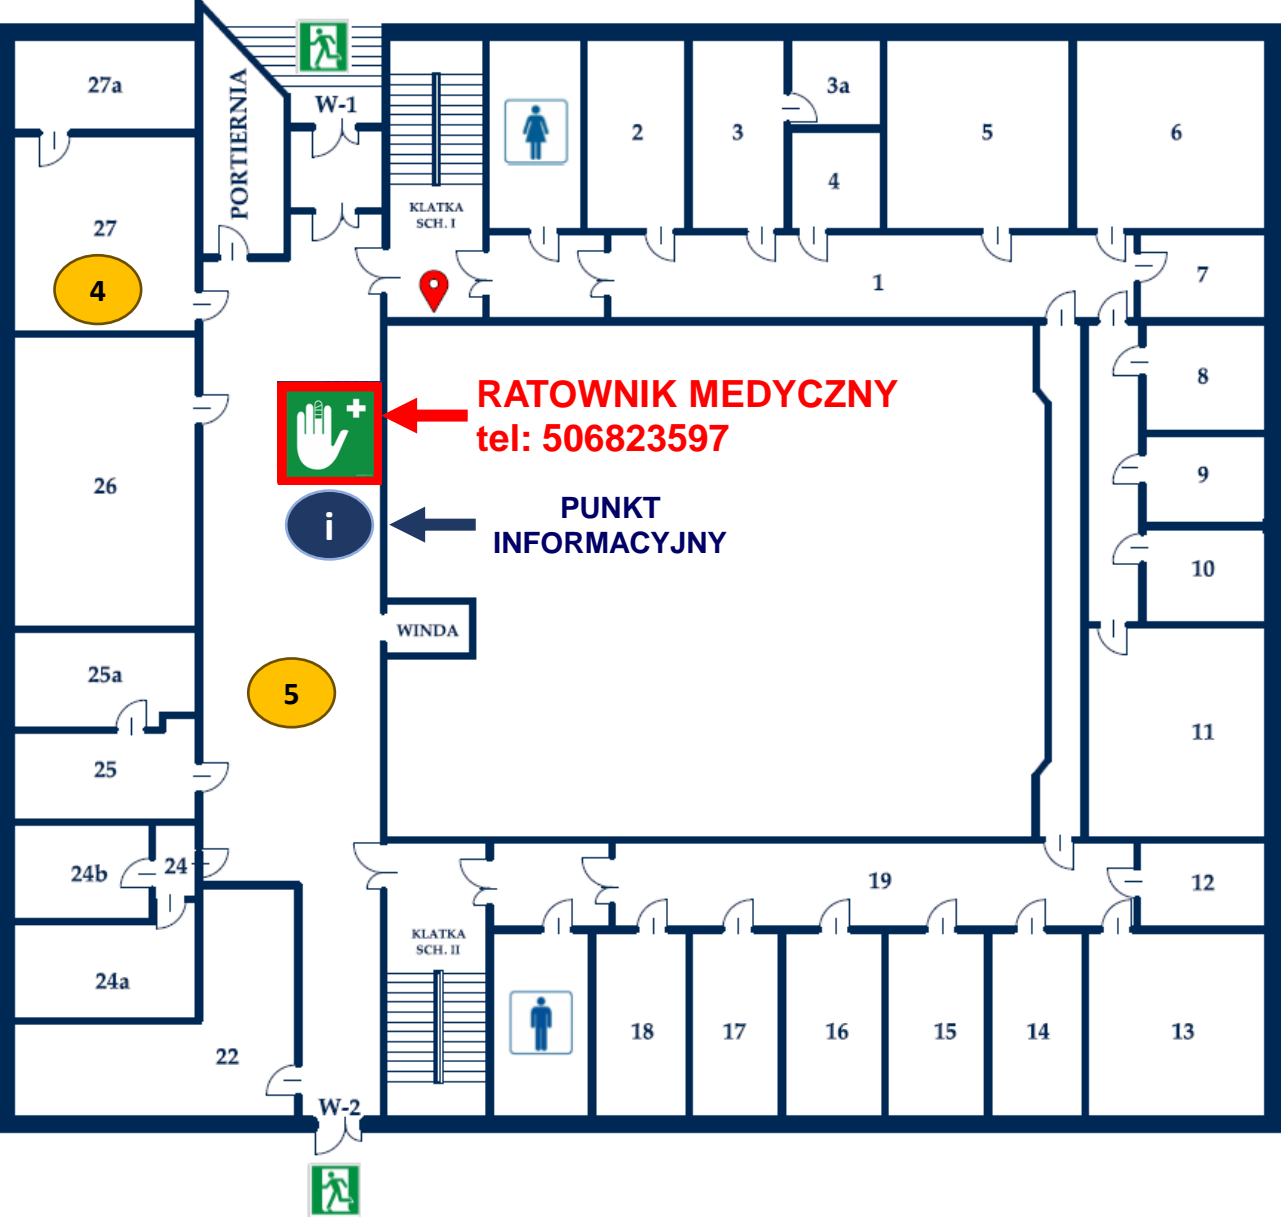 27a
PORTIERNIA
W-1
KLATKA
SCH. I
2
3
3a
4
5
6
27
4
1
7
RATOWNIK MEDYCZNY
tel: 506823597
8
9
26
i
PUNKT
INFORMACYJNY
10
WINDA
25a
5
11
25
24b
24
19
12
KLATKA
SCH. II
24a
22
18
17
16
15
14
13
W-2